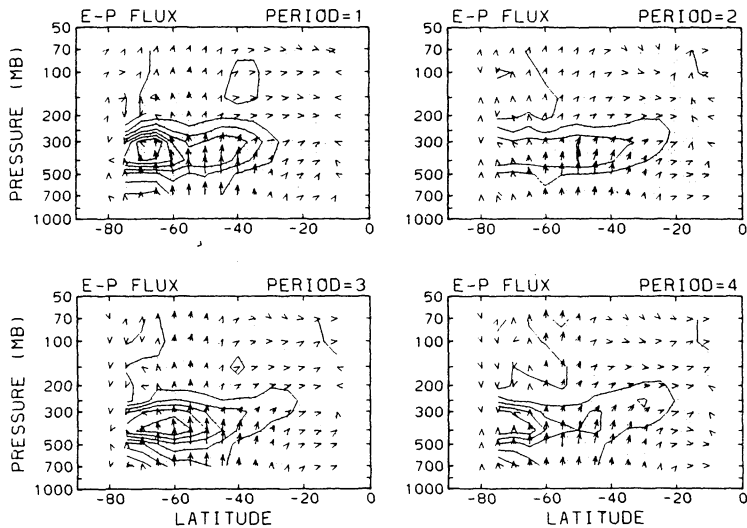 E-P FLUX PERIOD=1
50
70
100
200
300
500
700
1000
-80 -60 -40 -20 0
PRESSURE (MB)
E-P FLUX PERIOD=2
50
70
100
200
300
500
700
1000
-80 -60 -40 -20 0
E-P FLUX PERIOD=3
50
70
100
200
300
500
700
1000
-80 -60 -40 -20 0
PRESSURE (MB)
LATITUDE
E-P FLUX PERIOD=4
50
70
100
200
300
500
700
1000
-80 -60 -40 -20 0
LATITUDE